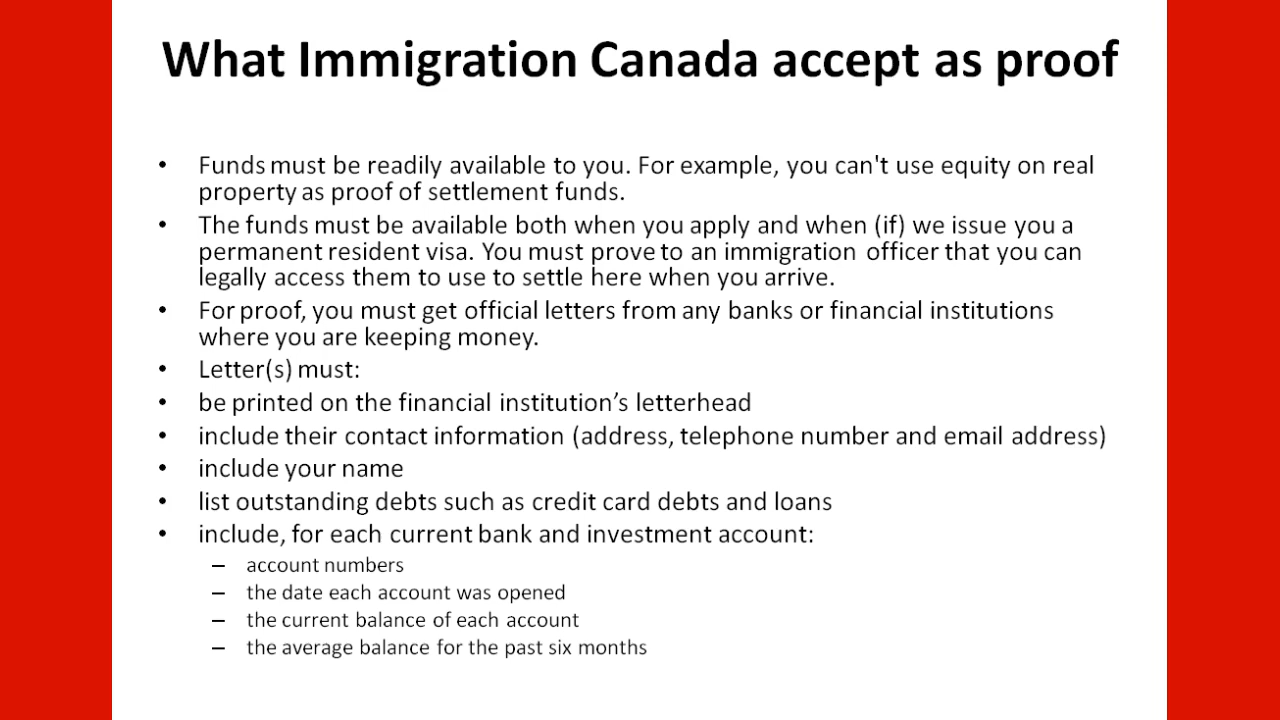 What Immigration Canada accept as proof
• Funds must be readily available to you. For example, you can't use equity on real
property as proof of settlement funds.
• The funds must be available both when you apply and when (if) we issue you a
permanent resident visa. You must prove to an immigration officer that you can
legally access them to use to settle here when you arrive.
• For proof, you must get official letters from any banks or financial institutions
where you are keeping money.
• Letter(s) must:
• be printed on the financial institution’s letterhead
• include their contact information (address, telephone number and email address)
• include your name
• list outstanding debts such as credit card debts and loans
• include, for each current bank and investment account:
– account numbers
– the date each account was opened
– the current balance of each account
– the average balance for the past six months